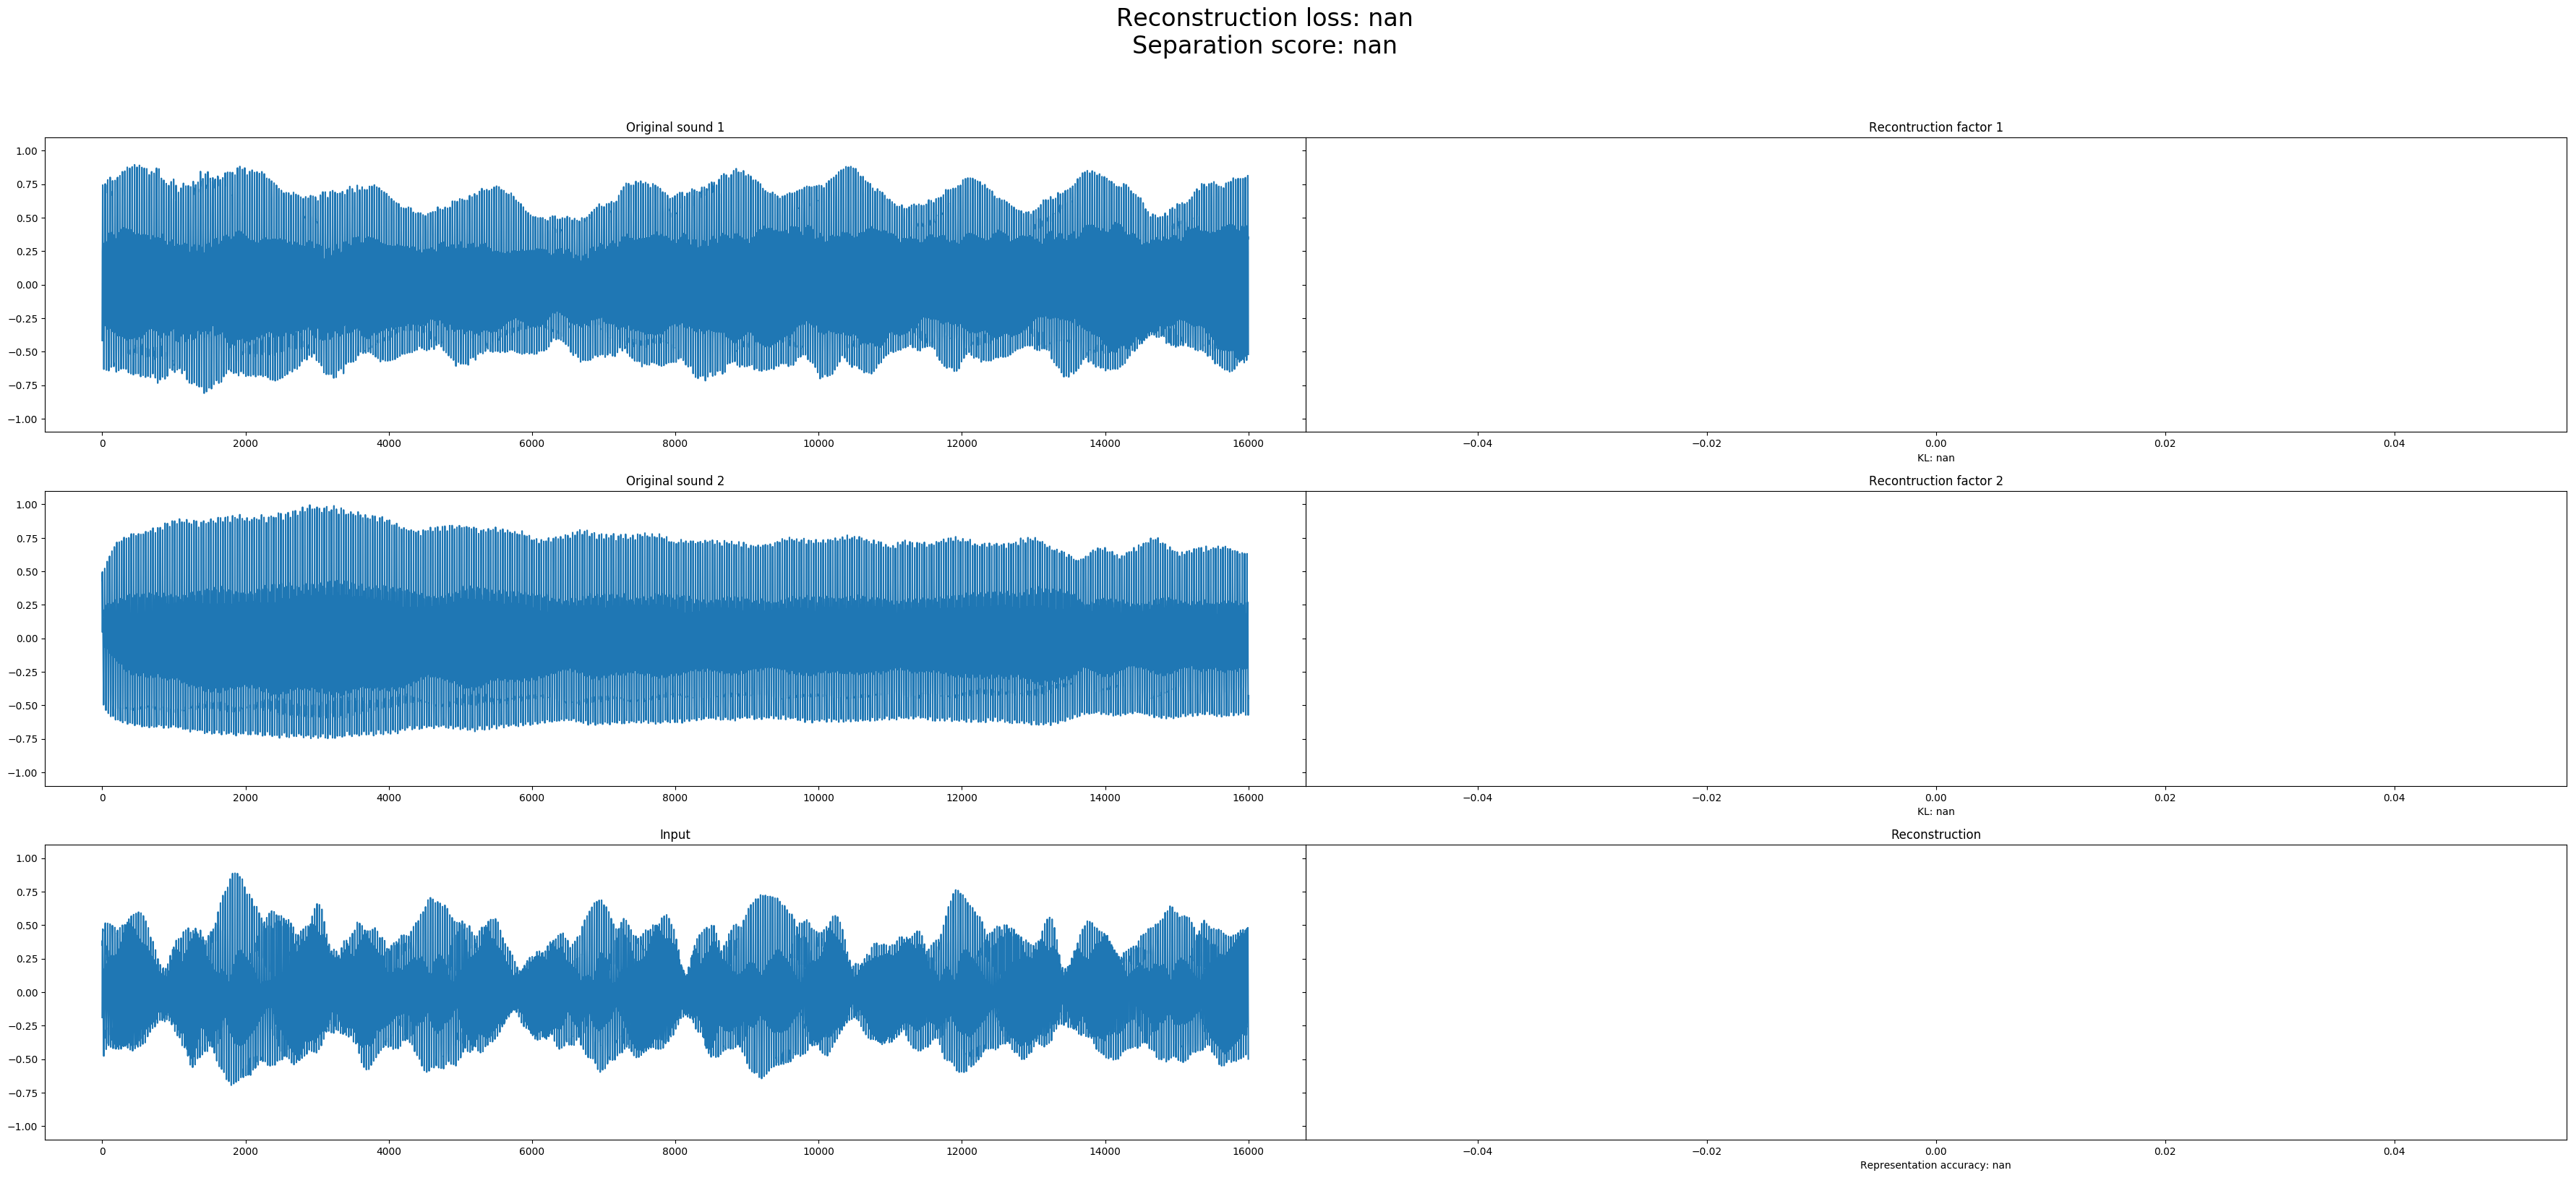 Reconstruction loss: nan
Separation score: nan
Original sound 1
Recontruction factor 1
1.00
0.75
0.50
0.25
0.00
−0.25
−0.50
−0.75
−1.00
0 2000 4000 6000 8000 10000 12000 14000 16000
−0.04 −0.02 0.00 0.02 0.04
KL: nan
Original sound 2
Recontruction factor 2
1.00
0.75
0.50
0.25
0.00
−0.25
−0.50
−0.75
−1.00
0 2000 4000 6000 8000 10000 12000 14000 16000
−0.04 −0.02 0.00 0.02 0.04
KL: nan
Input
Reconstruction
1.00
0.75
0.50
0.25
0.00
−0.25
−0.50
−0.75
−1.00
0 2000 4000 6000 8000 10000 12000 14000 16000
−0.04 −0.02 0.00 0.02 0.04
Representation accuracy: nan